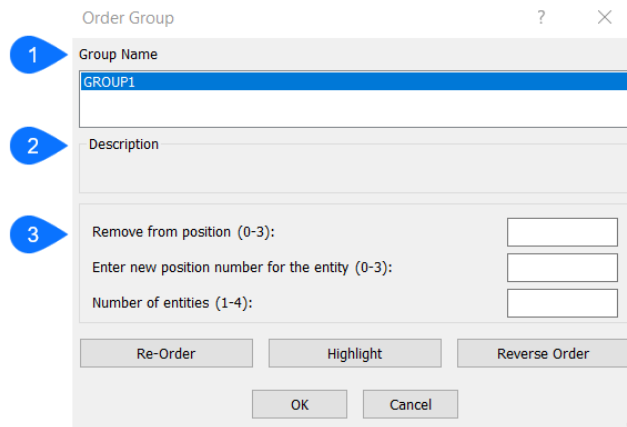 Order Group ? ×
1 Group Name
GROUP1
2 Description
3 Remove from position (0-3):
Enter new position number for the entity (0-3):
Number of entities (1-4):
Re-Order Highlight Reverse Order
OK Cancel